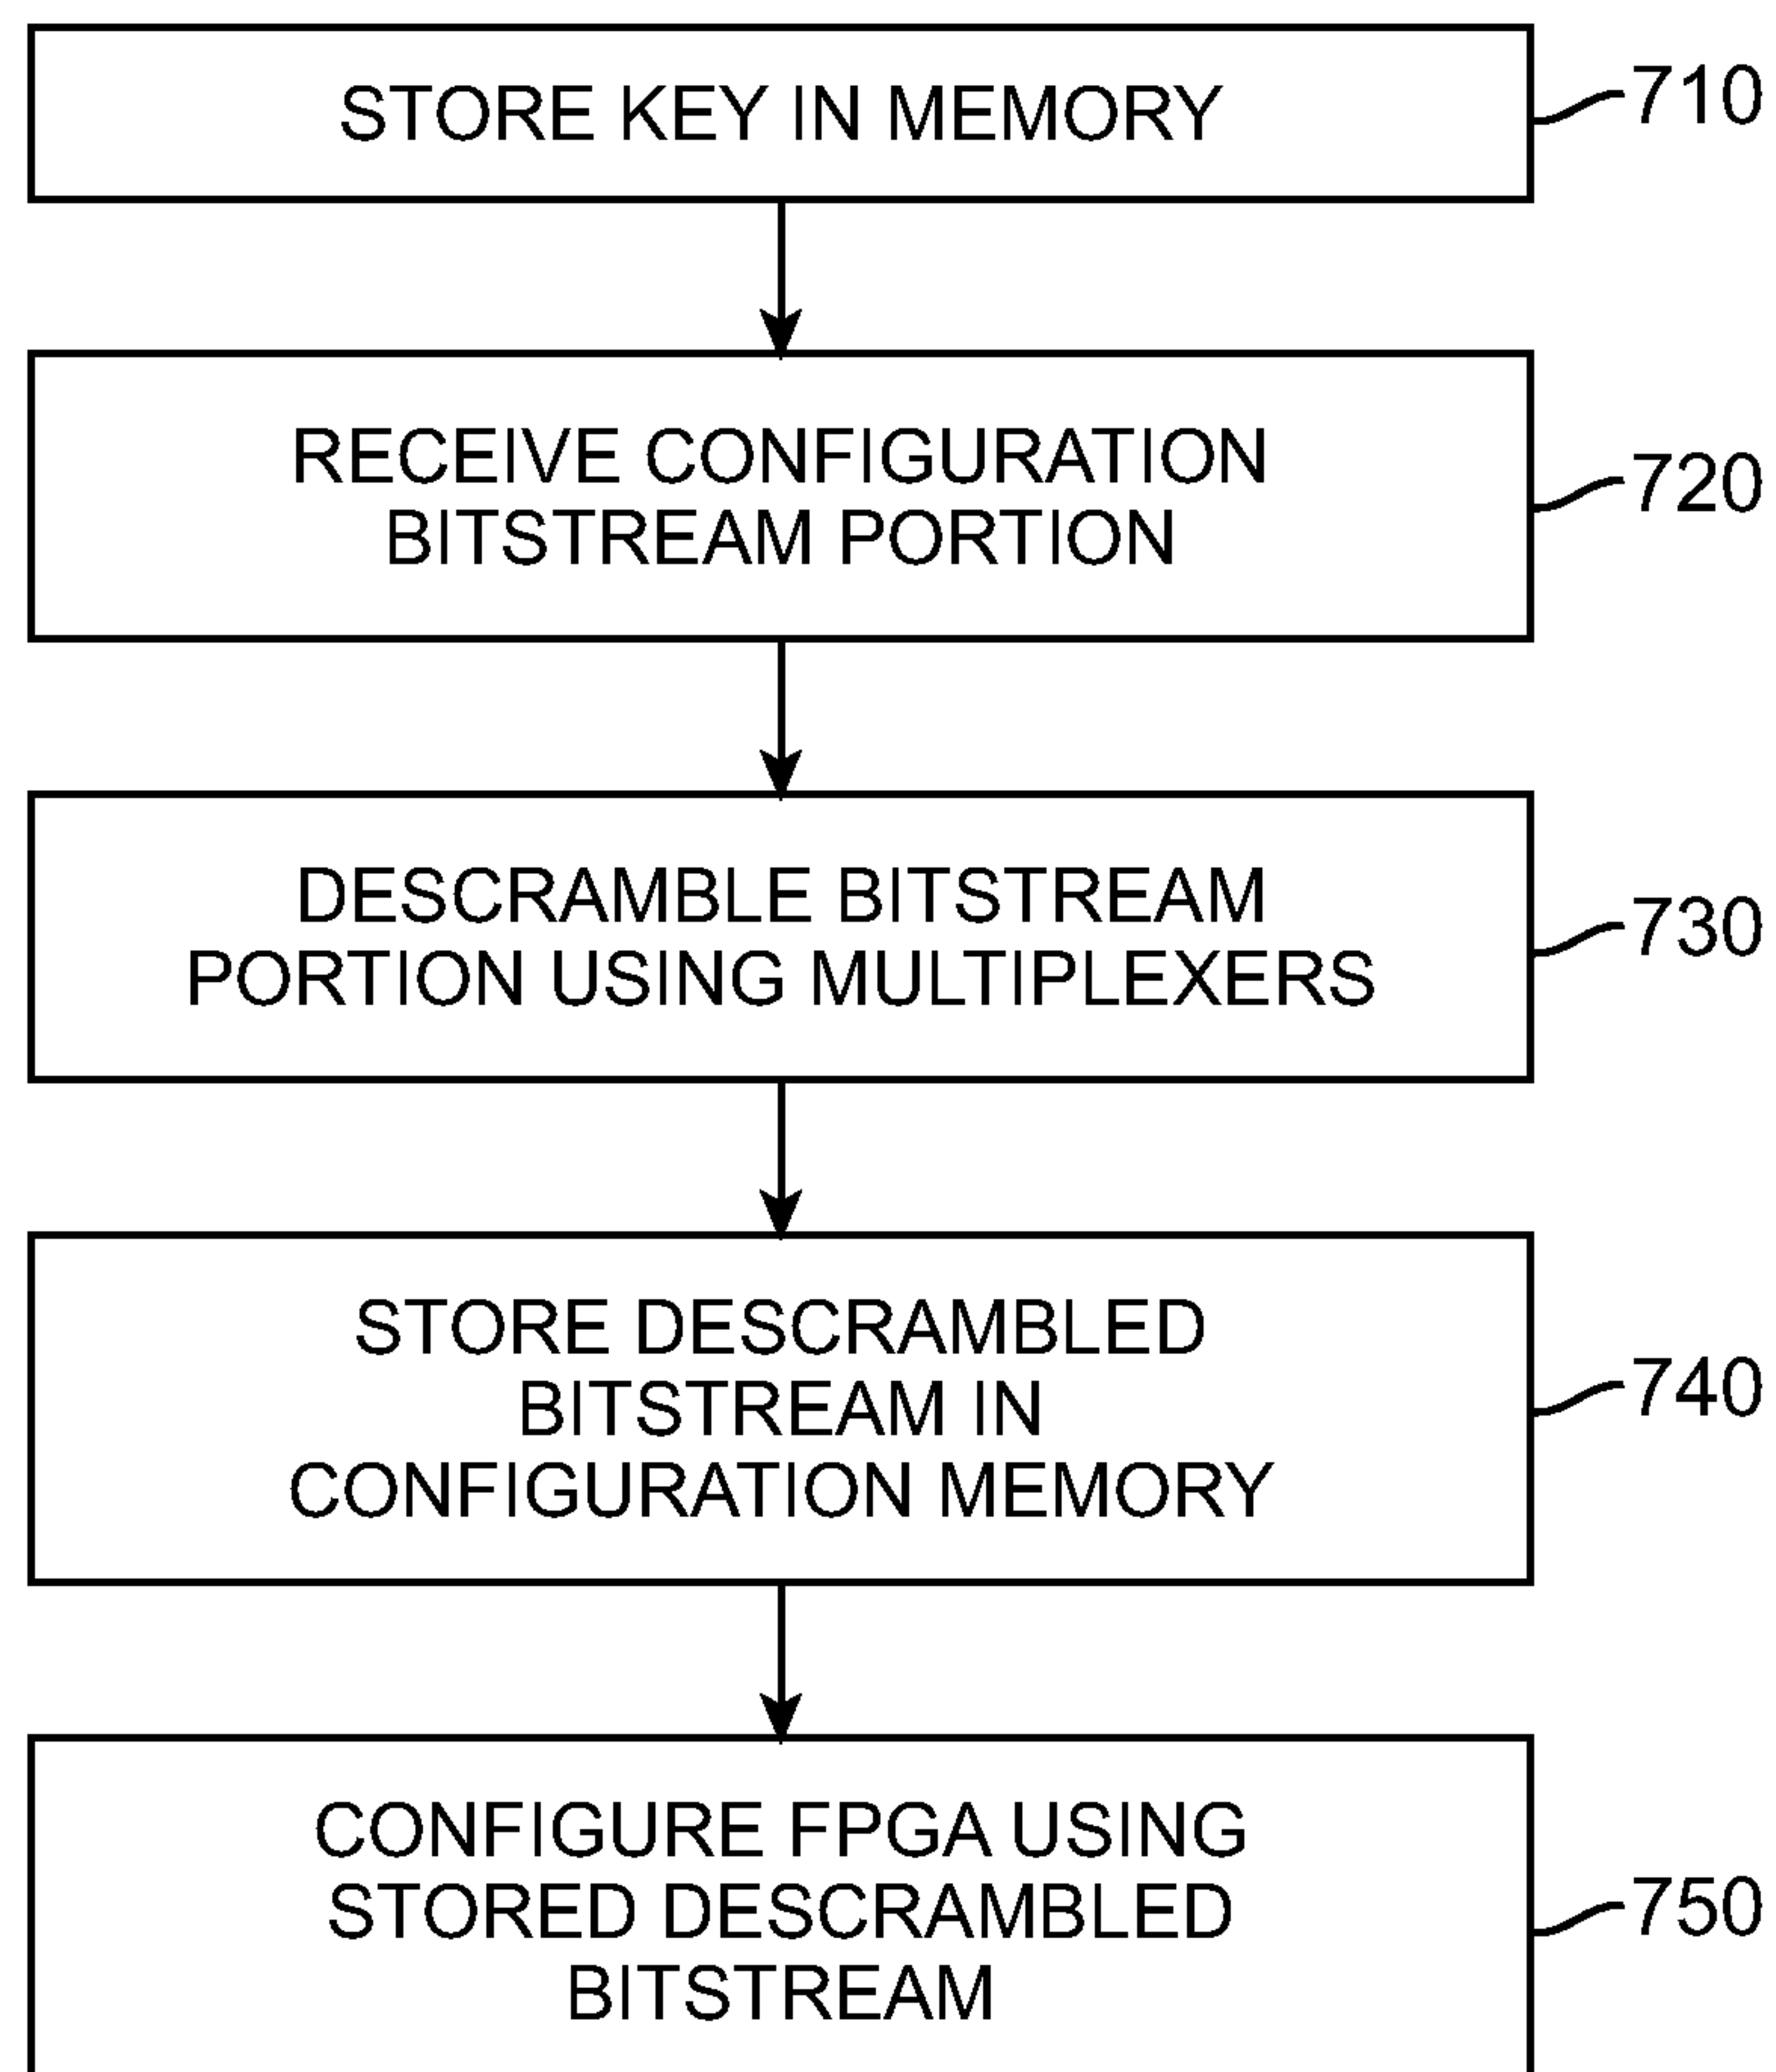 STORE KEY IN MEMORY
710
RECEIVE CONFIGURATION
BITSTREAM PORTION
720
DESCRAMBLE BITSTREAM
PORTION USING MULTIPLEXERS
730
STORE DESCRAMBLED
BITSTREAM IN
CONFIGURATION MEMORY
740
CONFIGURE FPGA USING
STORED DESCRAMBLED
BITSTREAM
750